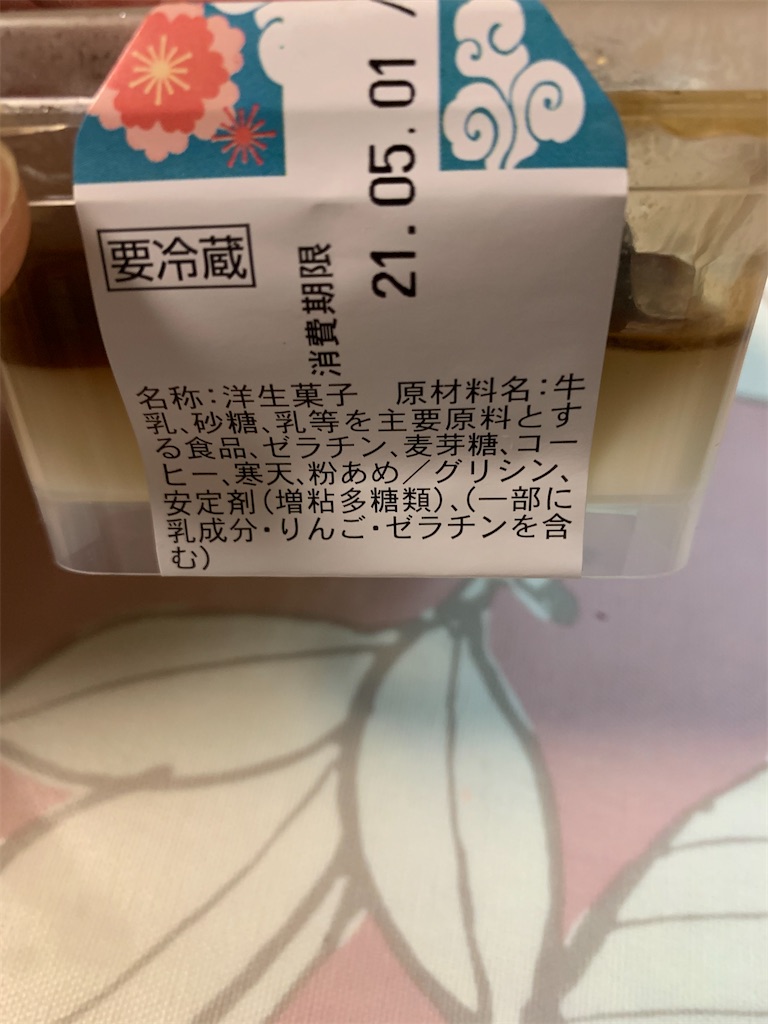 21.05.01 /
消費期限
要冷蔵
名称:洋生菓子 原材料名:牛
乳、砂糖、乳等を主要原料とす
る食品、ゼラチン、麦芽糖、コー
ヒー、寒天、粉あめ/グリシン、
安定剤(増粘多糖類)、(一部に
乳成分・りんご・ゼラチンを含
む)